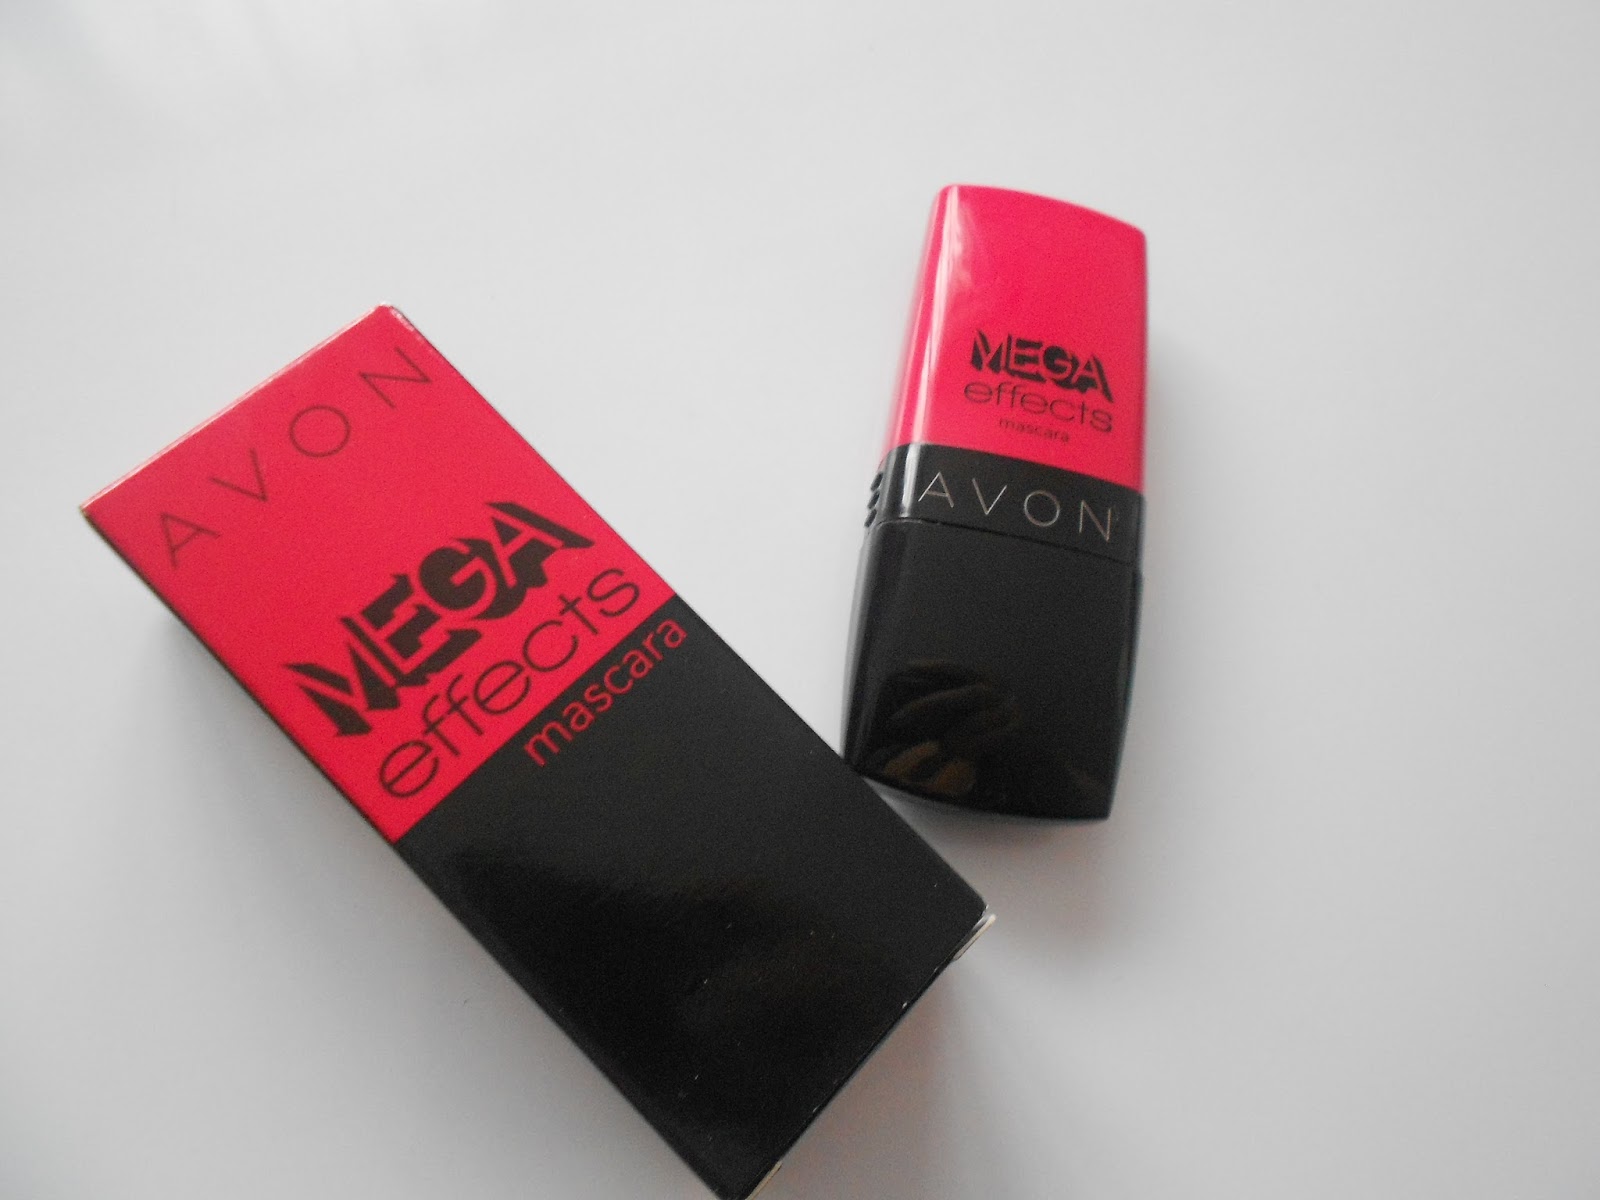 AVON
MEGA
effects
mascara
MEGA
effects
mascara
AVON